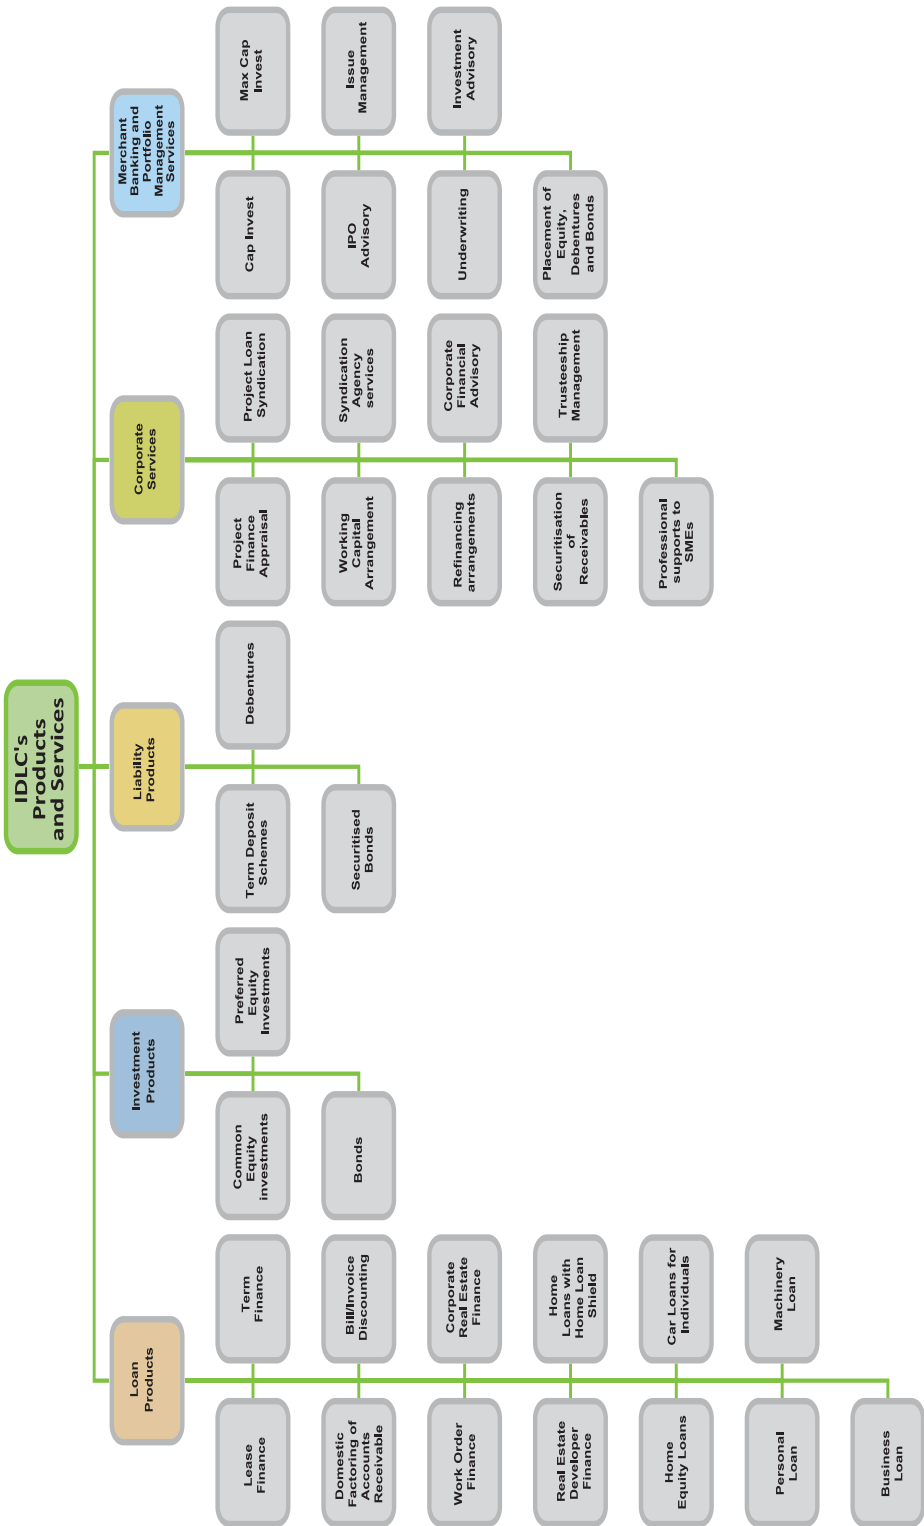 IDLC's
Products
and Services
Loan
Products
Lease
Finance
Term
Finance
Domestic
Factoring of
Accounts
Receivable
Bill/Invoice
Discounting
Work Order
Finance
Corporate
Real Estate
Finance
Real Estate
Developer
Finance
Home
Loans with
Home Loan
Shield
Home
Equity Loans
Car Loans for
Individuals
Personal
Loan
Machinery
Loan
Business
Loan
Investment
Products
Common
Equity
investments
Preferred
Equity
Investments
Bonds
Liability
Products
Term Deposit
Schemes
Debentures
Securitised
Bonds
Corporate
Services
Project
Finance
Appraisal
Project Loan
Syndication
Working
Capital
Arrangement
Syndication
Agency
services
Refinancing
arrangements
Corporate
Financial
Advisory
Securitisation
of
Receivables
Trusteeship
Management
Professional
supports to
SMEs
Merchant
Banking and
Portfolio
Management
Services
Cap Invest
Max Cap
Invest
IPO
Advisory
Issue
Management
Underwriting
Investment
Advisory
Placement of
Equity,
Debentures
and Bonds